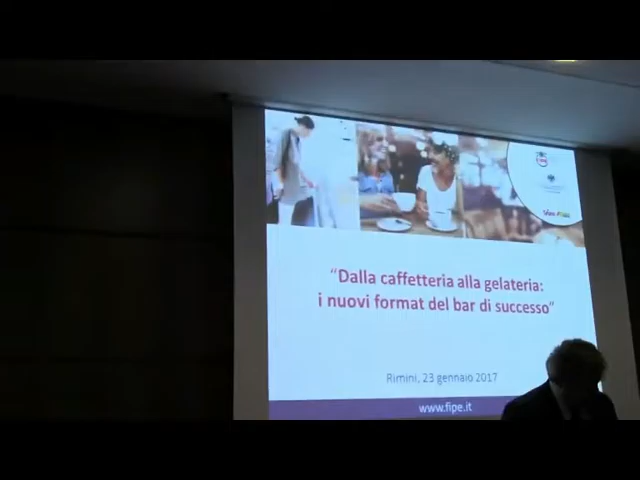 "Dalla caffetteria alla gelateria:
i nuovi format del bar di successo"
Rimini, 23 gennaio 2017
www.fipe.it